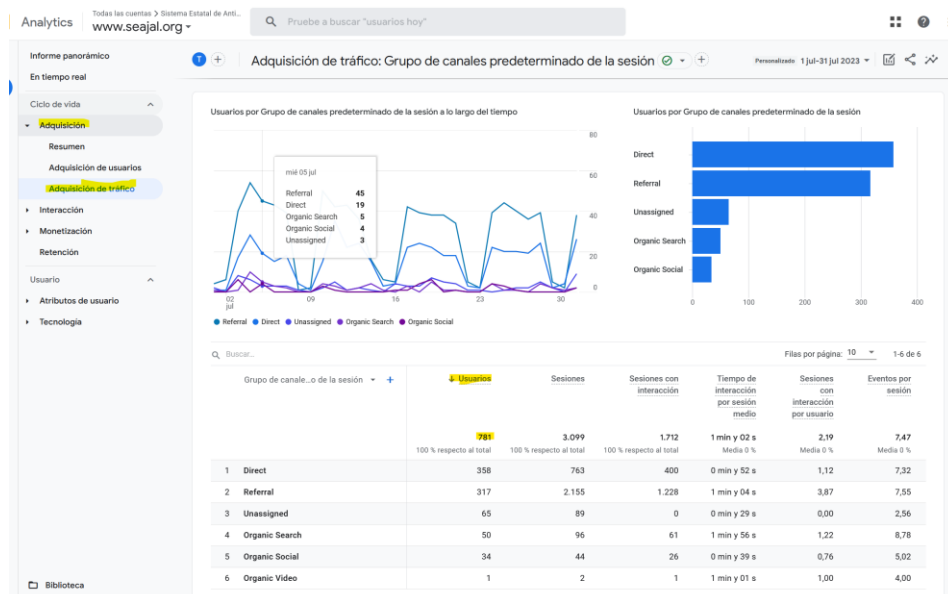 Analytics
Todas las cuentas > Sistema Estatal de Anti...
www.seajal.org
Pruebe a buscar "usuarios hoy"
Informe panorámico
En tiempo real
Ciclo de vida
Adquisición
Resumen
Adquisición de usuarios
Adquisición de tráfico
Interacción
Monetización
Retención
Usuario
Atributos de usuario
Tecnología
Biblioteca
T
Adquisición de tráfico: Grupo de canales predeterminado de la sesión
Personalizado 1 jul-31 jul 2023
Usuarios por Grupo de canales predeterminado de la sesión a lo largo del tiempo
80
60
40
20
0
mié 05 jul
Referral 45
Direct 19
Organic Search 5
Organic Social 4
Unassigned 3
02 09 16 23 30
jul
Referral Direct Unassigned Organic Search Organic Social
Usuarios por Grupo de canales predeterminado de la sesión
Direct
Referral
Unassigned
Organic Search
Organic Social
0 100 200 300 400
Buscar...
Filas por página: 10 1-6 de 6
Grupo de canale...o de la sesión + ↓ Usuarios Sesiones Sesiones con interacción Tiempo de interacción por sesión medio Sesiones con interacción por usuario Eventos por sesión
781 3.099 1.712 1 min y 02 s 2,19 7,47
100 % respecto al total 100 % respecto al total 100 % respecto al total Media 0 % Media 0 % Media 0 %
1 Direct 358 763 400 0 min y 52 s 1,12 7,32
2 Referral 317 2.155 1.228 1 min y 04 s 3,87 7,55
3 Unassigned 65 89 0 0 min y 29 s 0,00 2,56
4 Organic Search 50 96 61 1 min y 56 s 1,22 8,78
5 Organic Social 34 44 26 0 min y 39 s 0,76 5,02
6 Organic Video 1 2 1 1 min y 01 s 1,00 4,00